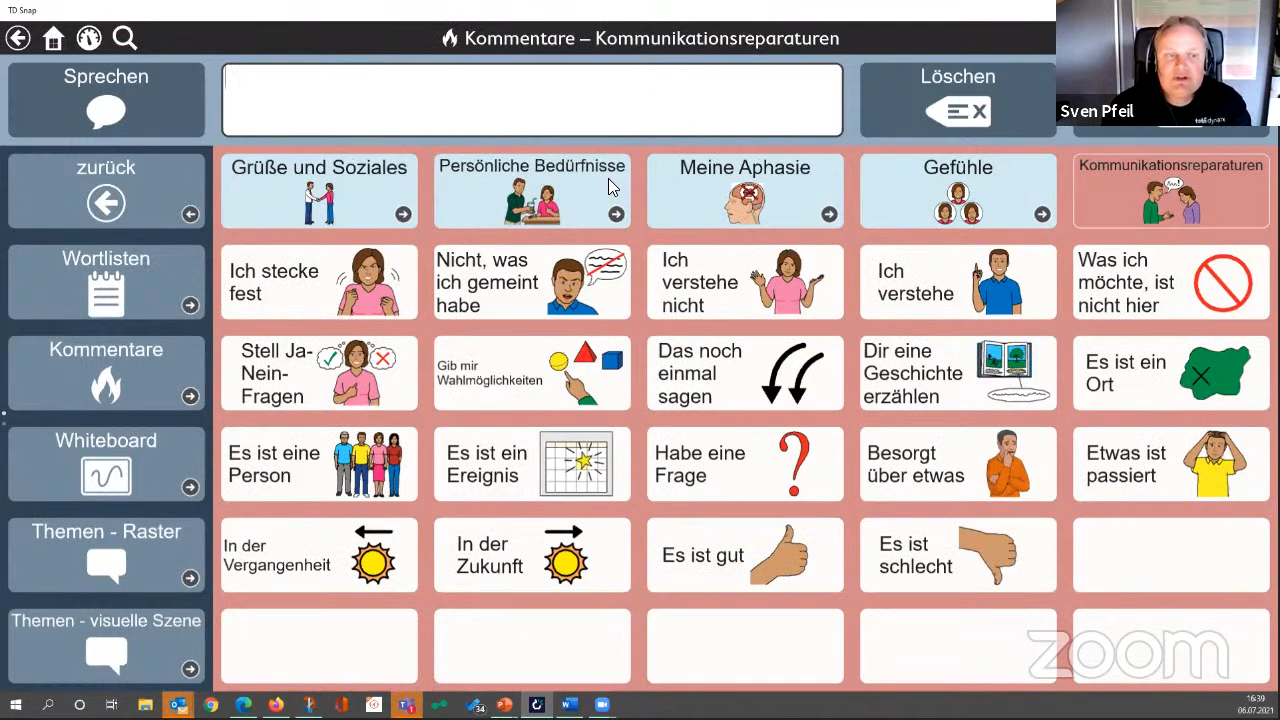 TD Snap
Kommentare – Kommunikationsreparaturen
Sprechen
Löschen
Sven Pfeil
zurück
Grüße und Soziales
Persönliche Bedürfnisse
Meine Aphasie
Gefühle
Kommunikationsreparaturen
Wortlisten
Ich stecke
fest
Nicht, was
ich gemeint
habe
Ich
verstehe
nicht
Ich
verstehe
Was ich
möchte, ist
nicht hier
Kommentare
Stell Ja-
Nein-
Fragen
Gib mir
Wahlmöglichkeiten
Das noch
einmal
sagen
Dir eine
Geschichte
erzählen
Es ist ein
Ort
Whiteboard
Es ist eine
Person
Es ist ein
Ereignis
Habe eine
Frage
Besorgt
über etwas
Etwas ist
passiert
Themen - Raster
In der
Vergangenheit
In der
Zukunft
Es ist gut
Es ist
schlecht
Themen - visuelle Szene
zoom
16:39
06.07.2021